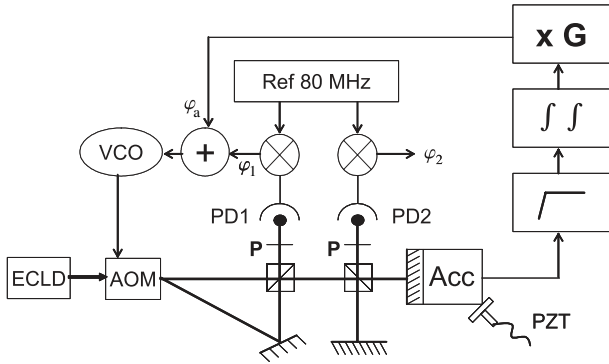 x G
Ref 80 MHz
φa
∫ ∫
VCO
+
φ1
φ2
PD1
PD2
P
P
ECLD
AOM
Acc
PZT